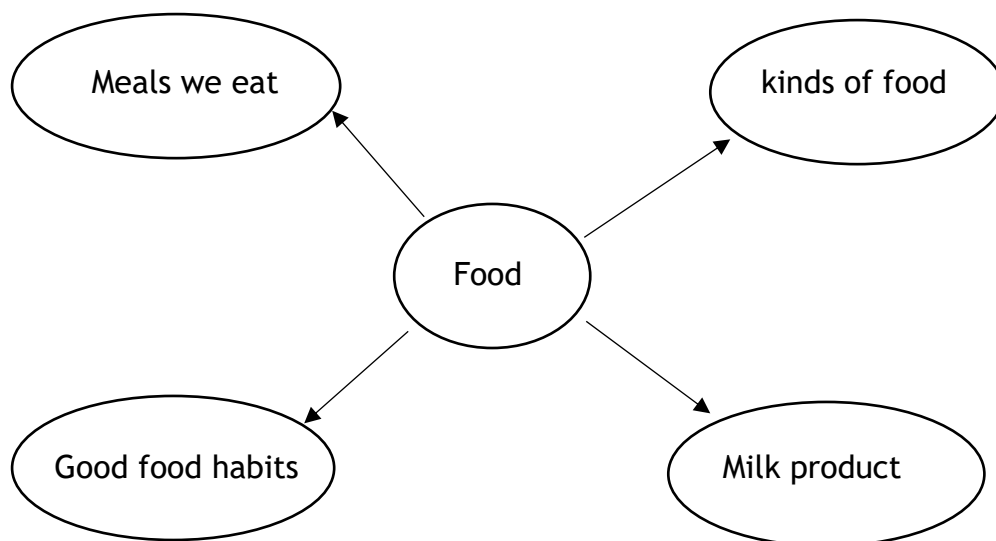 Meals we eat
kinds of food
Food
Good food habits
Milk product